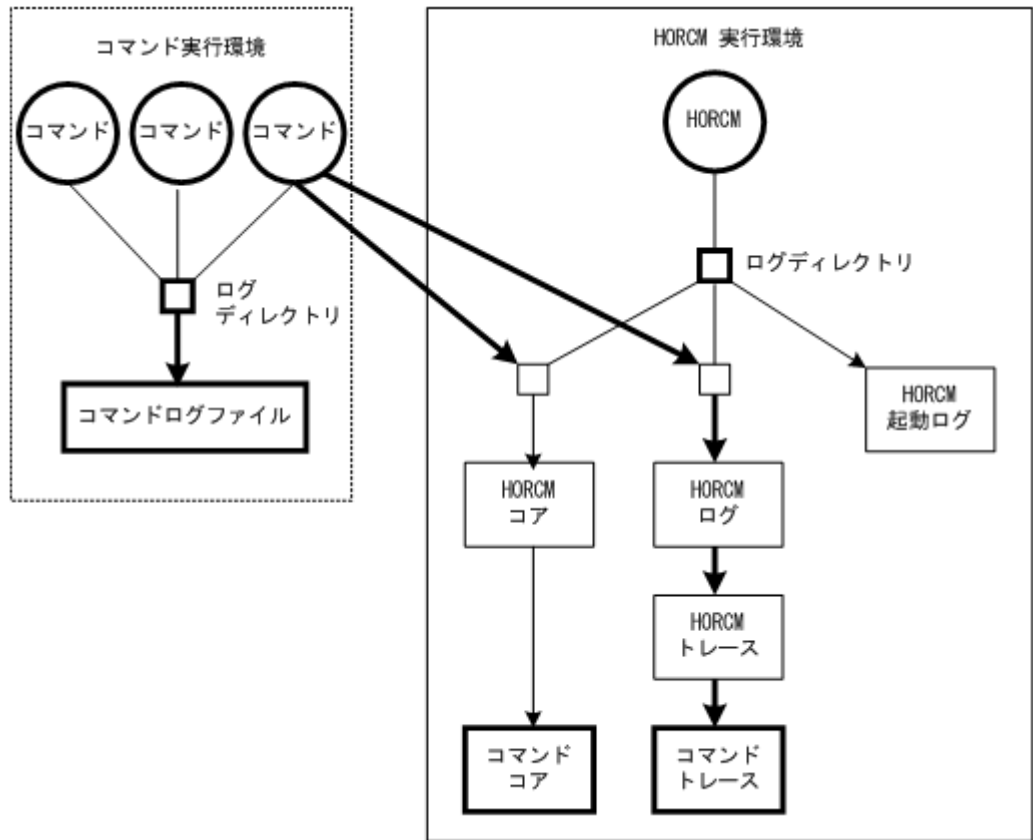 コマンド実行環境
コマンド
コマンド
コマンド
ログ
ディレクトリ
コマンドログファイル
HORCM 実行環境
HORCM
ログディレクトリ
HORCM
起動ログ
HORCM
コア
HORCM
ログ
HORCM
トレース
コマンド
コア
コマンド
トレース